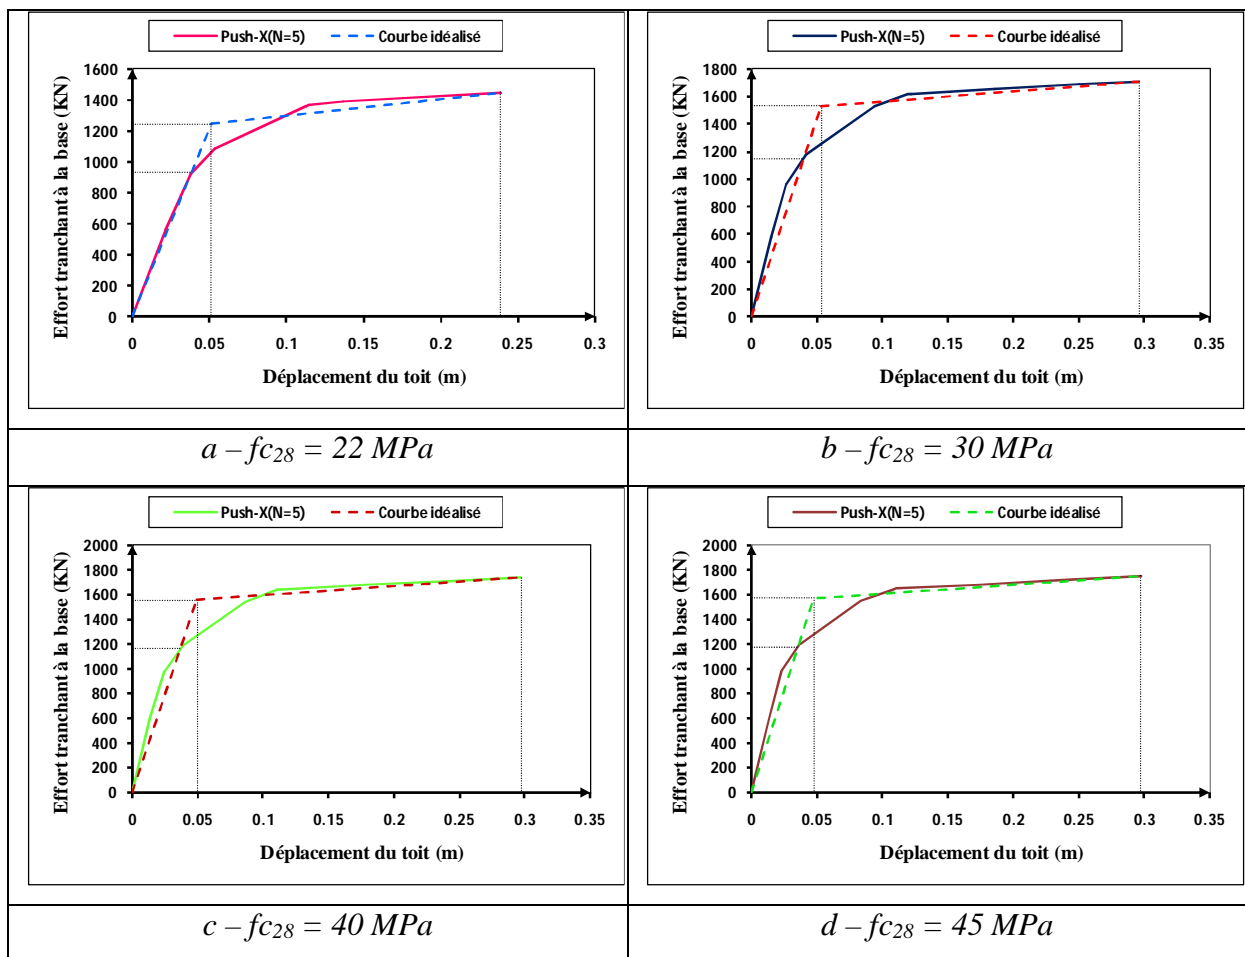 Push-X(N=5) Courbe idéalisé
Effort tranchant à la base (KN)
1600
1400
1200
1000
800
600
400
200
0
0 0.05 0.1 0.15 0.2 0.25 0.3
Déplacement du toit (m)
a – fc28 = 22 MPa
Push-X(N=5) Courbe idéalisé
Effort tranchant à la base (KN)
1800
1600
1400
1200
1000
800
600
400
200
0
0 0.05 0.1 0.15 0.2 0.25 0.3 0.35
Déplacement du toit (m)
b – fc28 = 30 MPa
Push-X(N=5) Courbe idéalisé
Effort tranchant à la base (KN)
2000
1800
1600
1400
1200
1000
800
600
400
200
0
0 0.05 0.1 0.15 0.2 0.25 0.3 0.35
Déplacement du toit (m)
c – fc28 = 40 MPa
Push-X(N=5) Courbe idéalisé
Effort tranchant à la base (KN)
2000
1800
1600
1400
1200
1000
800
600
400
200
0
0 0.05 0.1 0.15 0.2 0.25 0.3 0.35
Déplacement du toit (m)
d – fc28 = 45 MPa